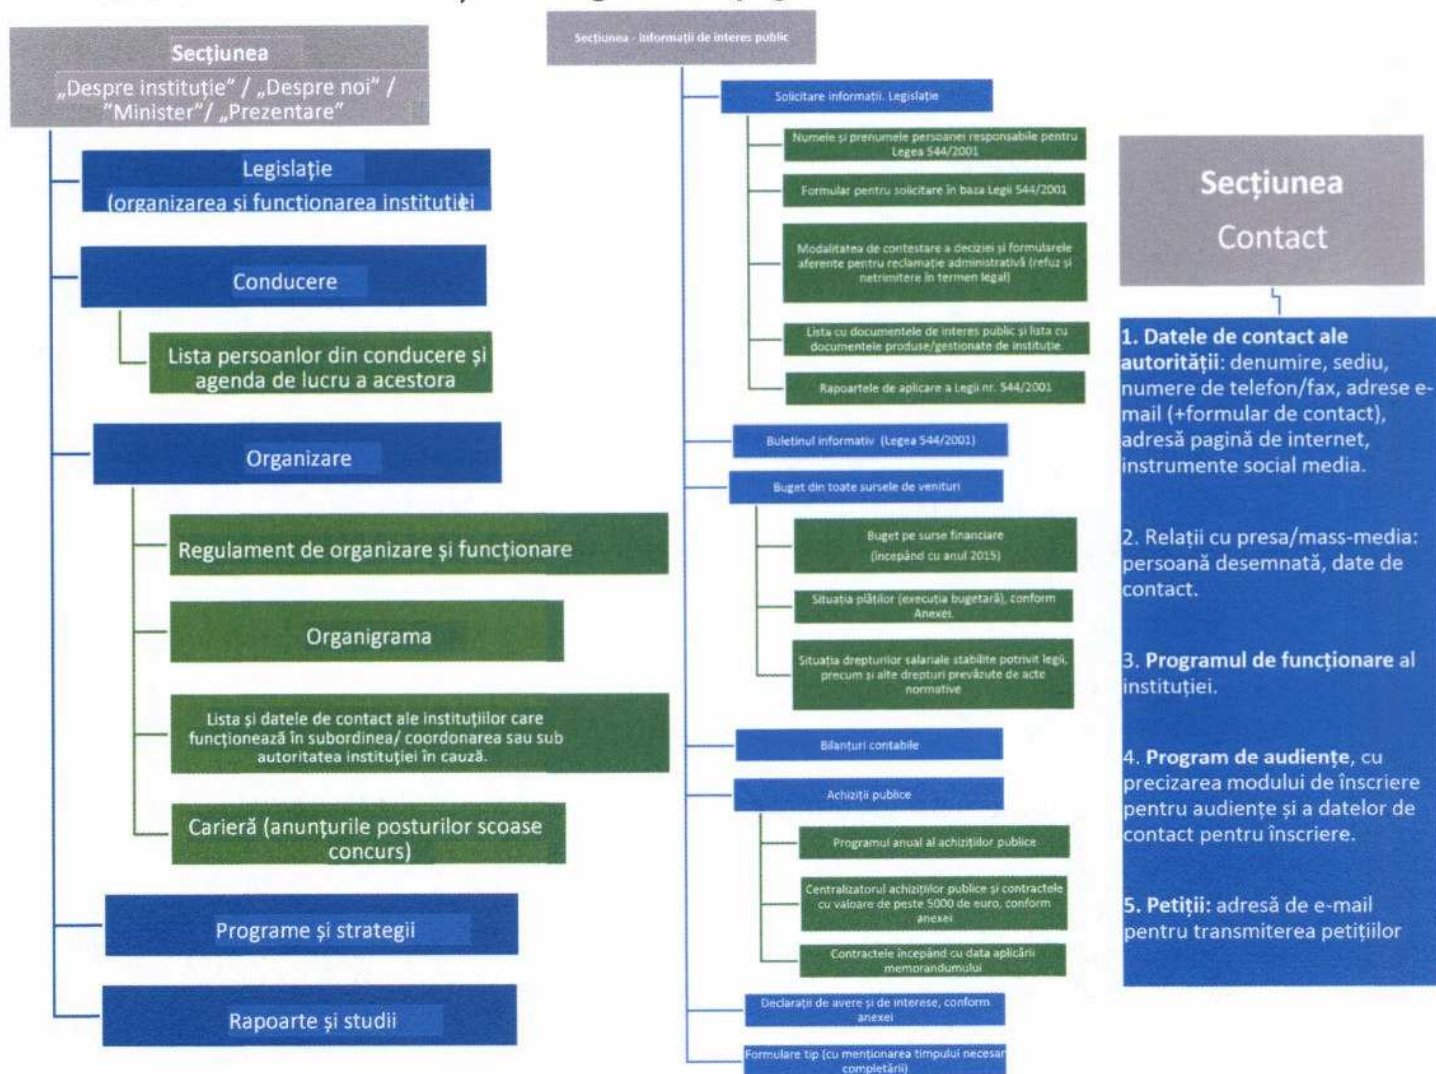 Secțiunea
„Despre instituție” / „Despre noi” /
”Minister”/ „Prezentare”
Legislație
(organizarea și funcționarea instituției
Conducere
Lista persoanlor din conducere și
agenda de lucru a acestora
Organizare
Regulament de organizare și funcționare
Organigrama
Lista și datele de contact ale instituțiilor care
funcționează în subordinea/ coordonarea sau sub
autoritatea instituției în cauză.
Carieră (anunțurile posturilor scoase
concurs)
Programe și strategii
Rapoarte și studii
Secțiunea - Informații de interes public
Solicitare informații. Legislație
Numele și prenumele persoanei responsabile pentru
Legea 544/2001
Formular pentru solicitare în baza Legii 544/2001
Modalitatea de contestare a deciziei și formularele
aferente pentru reclamație administrativă (refuz și
netrimitere în termen legal)
Lista cu documentele de interes public și lista cu
documentele produse/gestionate de instituție.
Rapoartele de aplicare a Legii nr. 544/2001
Buletinul informativ (Legea 544/2001)
Buget din toate sursele de venituri
Buget pe surse financiare
(începând cu anul 2015)
Situația plăților (execuția bugetară), conform
Anexei.
Situația drepturilor salariale stabilite potrivit legii,
precum și alte drepturi prevăzute de acte
normative
Bilanțuri contabile
Achiziții publice
Programul anual al achizițiilor publice
Centralizatorul achizițiilor publice și contractele
cu valoare de peste 5000 de euro, conform
anexei
Contractele începând cu data aplicării
memorandumului
Declarații de avere și de interese, conform
anexei
Formulare tip (cu menționarea timpului necesar
completării)
Secțiunea
Contact
1. Datele de contact ale
autorității: denumire, sediu,
numere de telefon/fax, adrese e-
mail (+formular de contact),
adresă pagină de internet,
instrumente social media.
2. Relații cu presa/mass-media:
persoană desemnată, date de
contact.
3. Programul de funcționare al
instituției.
4. Program de audiențe, cu
precizarea modului de înscriere
pentru audiențe și a datelor de
contact pentru înscriere.
5. Petiții: adresă de e-mail
pentru transmiterea petițiilor